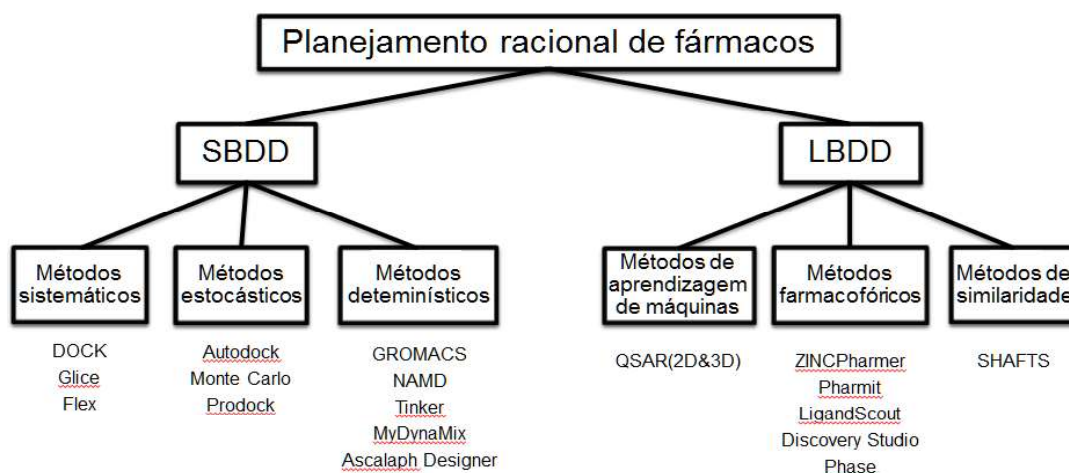 Planejamento racional de fármacos
SBDD
LBDD
Métodos
sistemáticos
Métodos
estocásticos
Métodos
deteminísticos
Métodos de
aprendizagem
de máquinas
Métodos
farmacofóricos
Métodos de
similaridade
DOCK
Glice
Flex
Autodock
Monte Carlo
Prodock
GROMACS
NAMD
Tinker
MyDynaMix
Ascalaph Designer
QSAR(2D&3D)
ZINCPharmer
Pharmit
LigandScout
Discovery Studio
Phase
SHAFTS